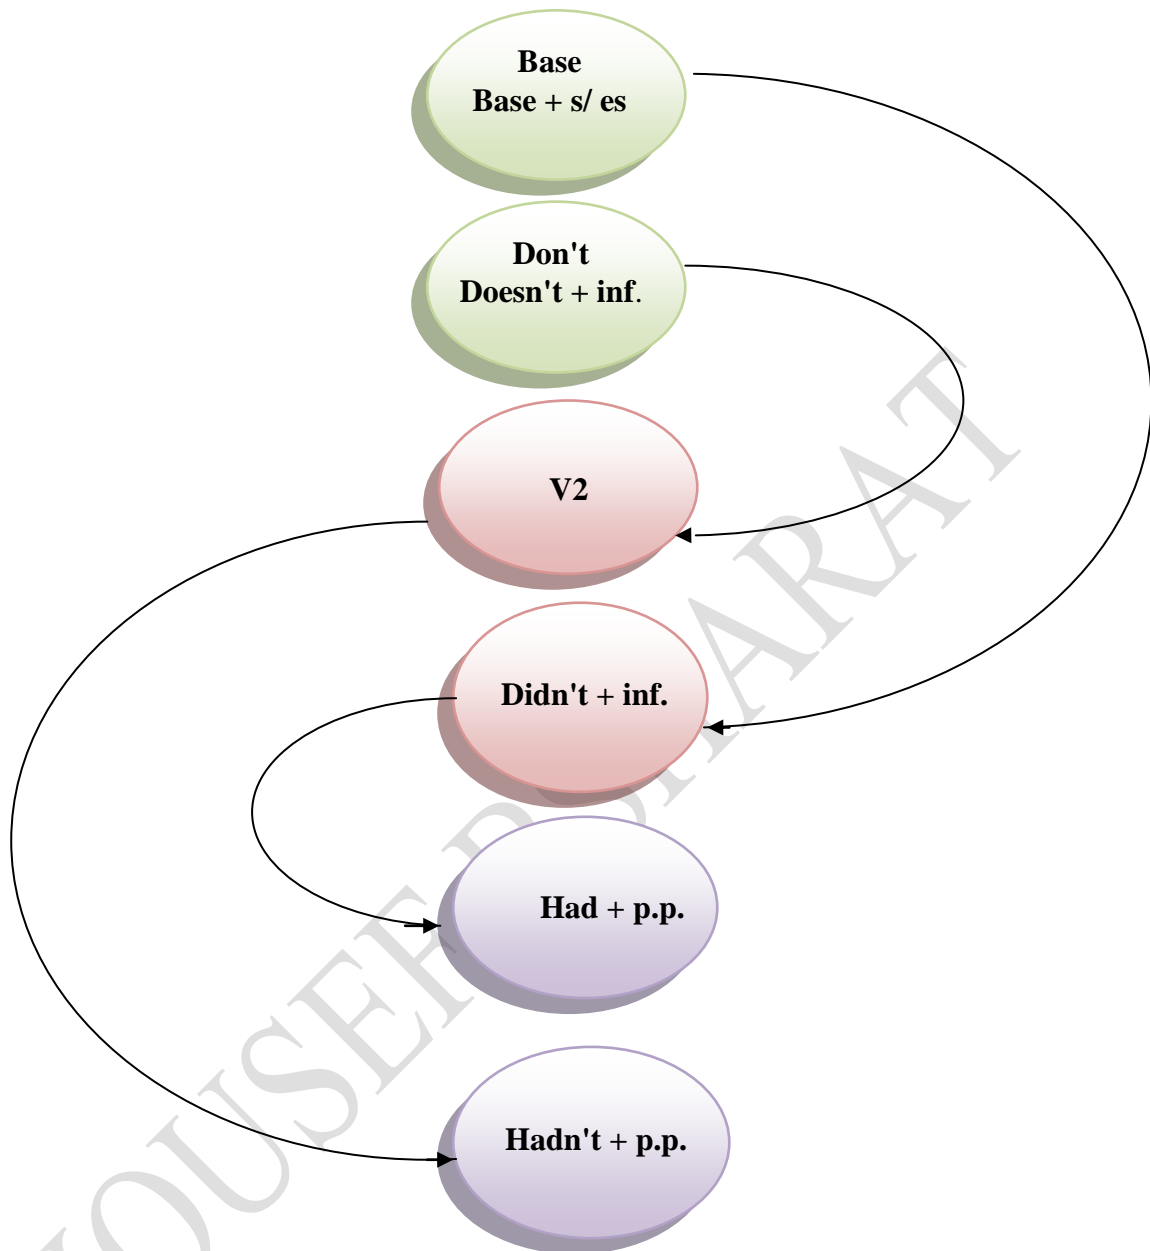 Base
Base + s/ es
Don't
Doesn't + inf.
V2
Didn't + inf.
Had + p.p.
Hadn't + p.p.